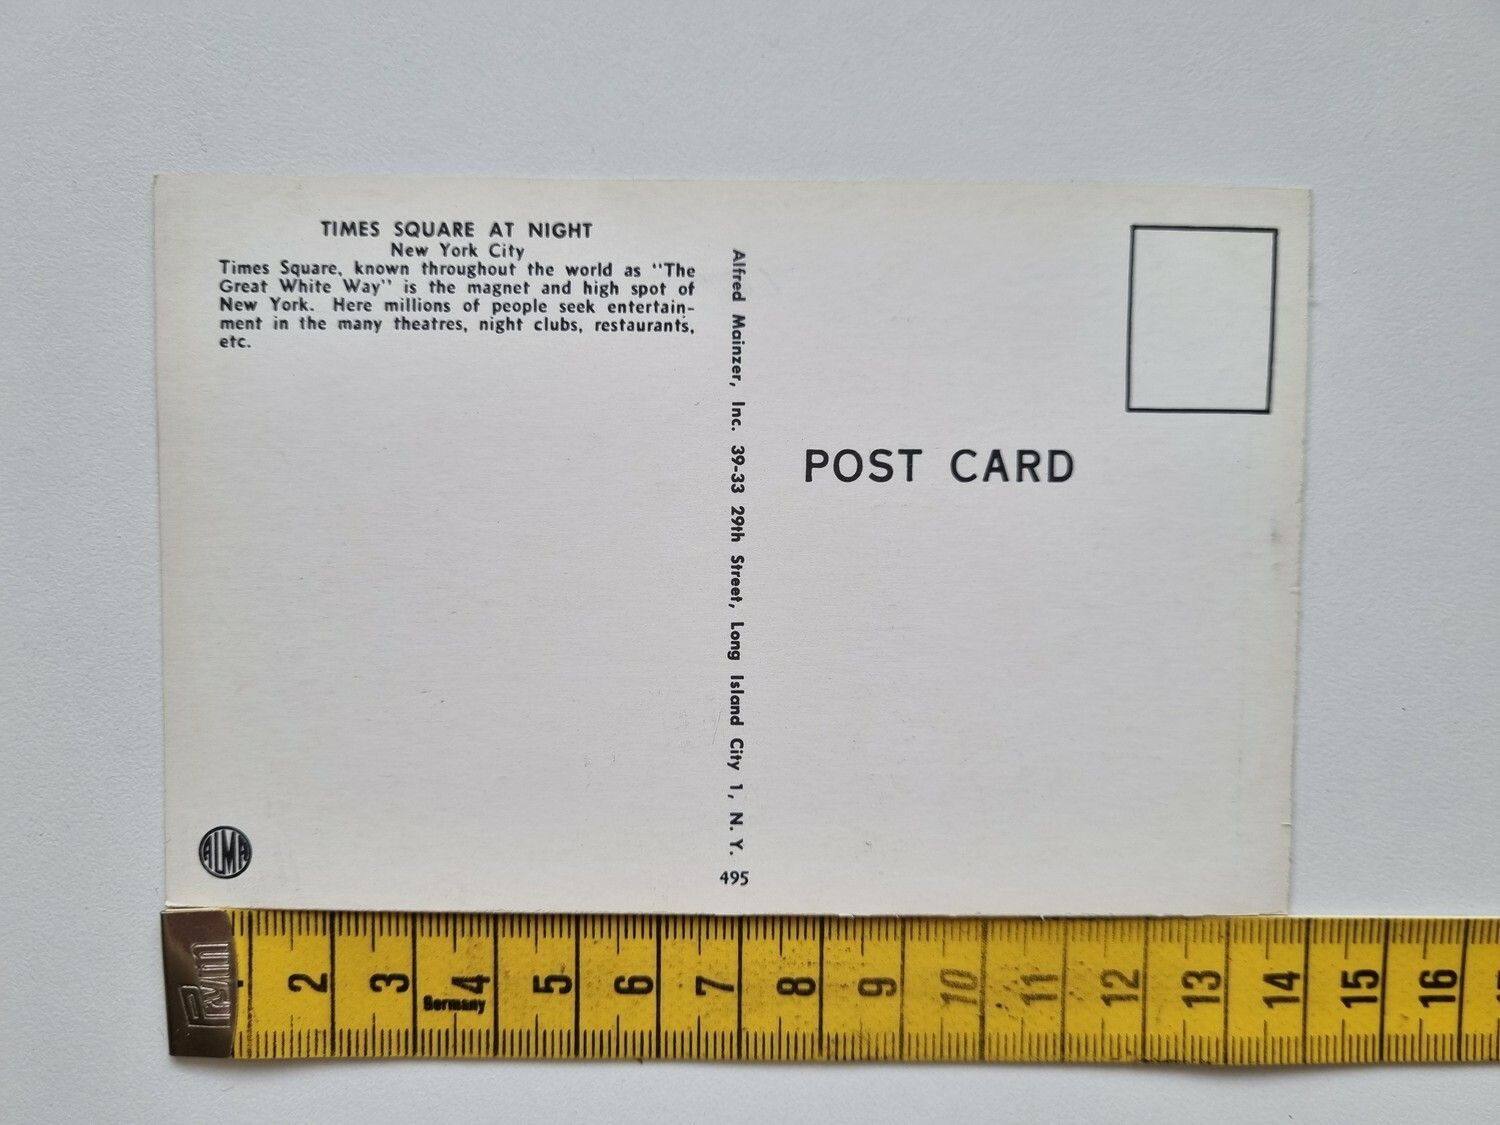 TIMES SQUARE AT NIGHT
New York City
Times Square, known throughout the world as "The
Great White Way" is the magnet and high spot of
New York. Here millions of people seek entertain-
ment in the many theatres, night clubs, restaurants,
etc.
Alfred Mainzer, Inc. 39-33 29th Street, Long Island City 1, N. Y.
495
POST CARD
ALMA
Prym
2 3 4 5 6 7 8 9 10 11 12 13 14 15 16
Germany